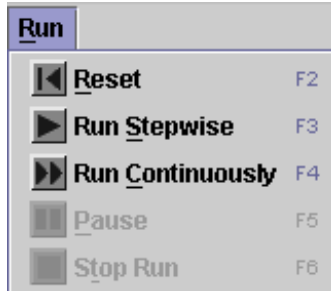 Run
Reset F2
Run Stepwise F3
Run Continuously F4
Pause F5
Stop Run F6